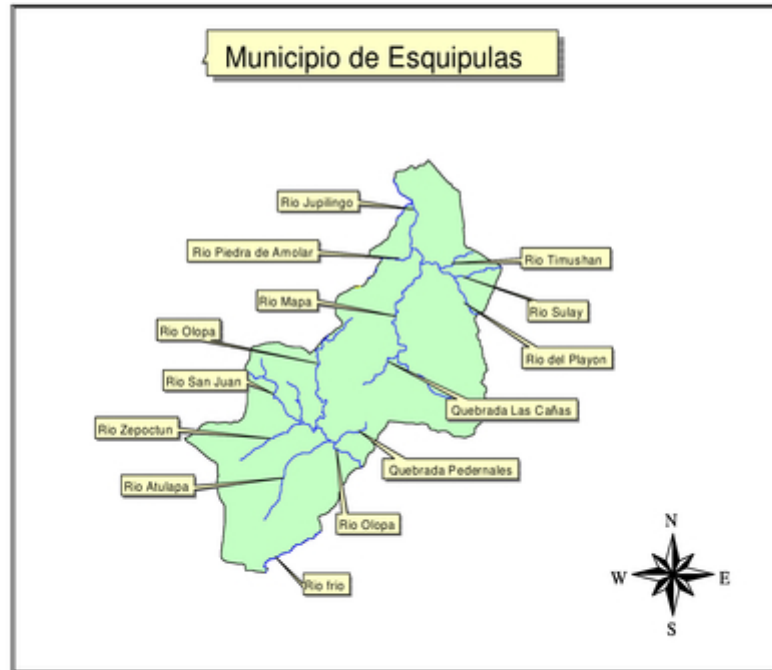 Municipio de Esquipulas
Rio Jupilingo
Rio Piedra de Amolar
Rio Timushan
Rio Mapa
Rio Sulay
Rio Olopa
Rio del Playon
Rio San Juan
Quebrada Las Cañas
Rio Zepoctun
Quebrada Pedernales
Rio Atulapa
Rio Olopa
Rio frio
N
W E
S